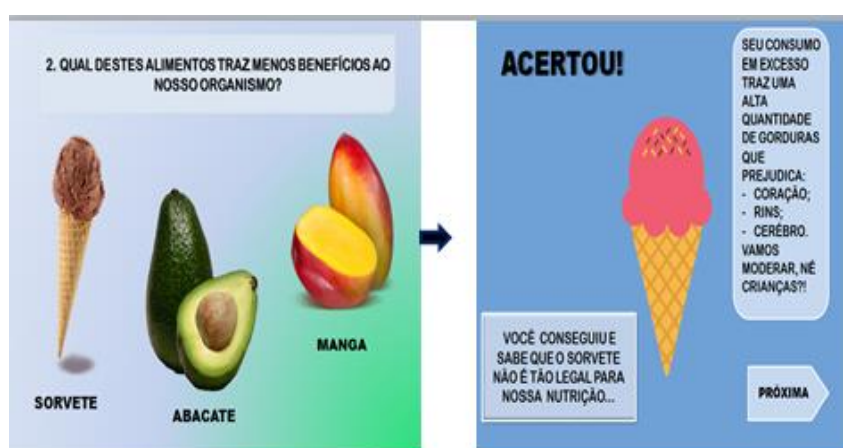 2. QUAL DESTES ALIMENTOS TRAZ MENOS BENEFÍCIOS AO
NOSSO ORGANISMO?
SORVETE
ABACATE
MANGA
ACERTOU!
SEU CONSUMO
EM EXCESSO
TRAZ UMA
ALTA
QUANTIDADE
DE GORDURAS
QUE
PREJUDICA:
- CORAÇÃO;
- RINS;
- CERÉBRO.
VAMOS
MODERAR, NÉ
CRIANÇAS?!
VOCÊ CONSEGUIU E
SABE QUE O SORVETE
NÃO É TÃO LEGAL PARA
NOSSA NUTRIÇÃO...
PRÓXIMA